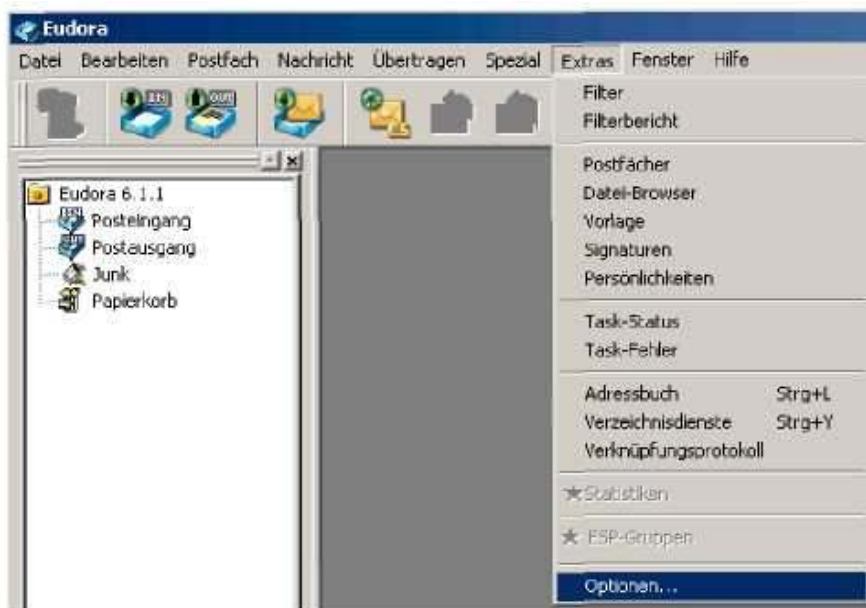 Eudora
Datei Bearbeiten Postfach Nachricht Übertragen Spezial Extras Fenster Hilfe
IN OUT
Eudora 6.1.1
Posteingang
Postausgang
Junk
Papierkorb
Filter
Filterbericht
Postfächer
Datei-Browser
Vorlage
Signaturen
Persönlichkeiten
Task-Status
Task-Fehler
Adressbuch Strg+L
Verzeichnisdienste Strg+Y
Verknüpfungsprotokoll
Statistiken
ESP-Gruppen
Optionen...